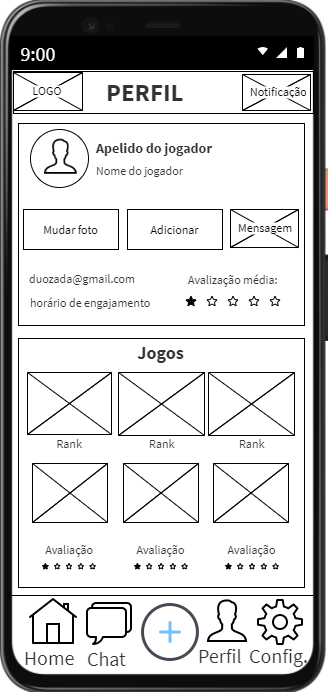 9:00
LOGO
PERFIL
Notificação
Apelido do jogador
Nome do jogador
Mudar foto
Adicionar
Mensagem
duozada@gmail.com
Avalização média:
horário de engajamento
Jogos
Rank
Rank
Rank
Avaliação
Avaliação
Avaliação
Home
Chat
Perfil
Config.